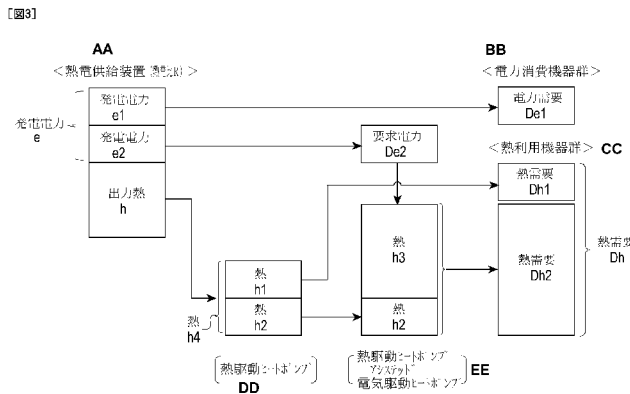 [図3]
AA
BB
<熱電供給装置 >
<電力消費機器群>
発電電力
e1
電力需要
De1
発電電力
e
発電電力
e2
要求電力
De2
<熱利用機器群> CC
出力熱
h
熱需要
Dh1
熱
h3
熱需要
Dh2
熱需要
Dh
熱
h1
熱
h2
熱
h2
熱
h4
熱駆動ヒートポンプ
DD
熱駆動ヒートポンプ
アシステッド
電気駆動ヒートポンプ
EE